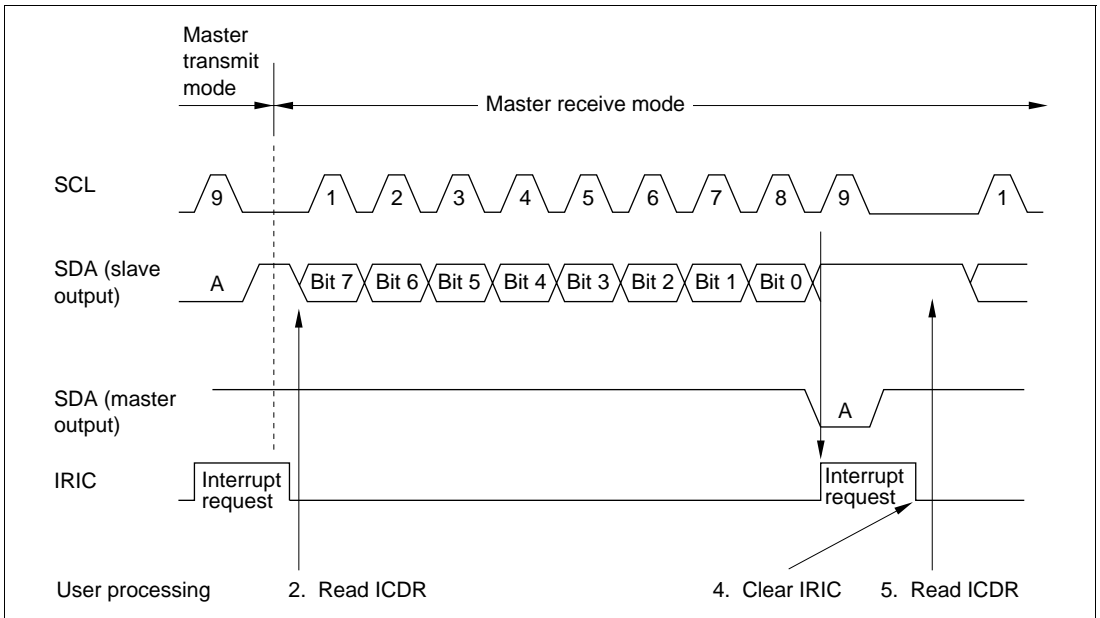 Master
transmit
mode
Master receive mode
SCL
9 1 2 3 4 5 6 7 8 9 1
SDA (slave
output)
A Bit 7 Bit 6 Bit 5 Bit 4 Bit 3 Bit 2 Bit 1 Bit 0
SDA (master
output)
A
IRIC
Interrupt
request
Interrupt
request
User processing 2. Read ICDR 4. Clear IRIC 5. Read ICDR